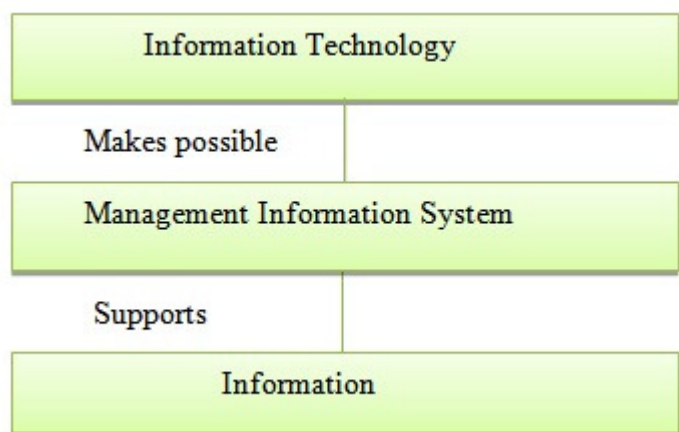 Information Technology
Makes possible
Management Information System
Supports
Information